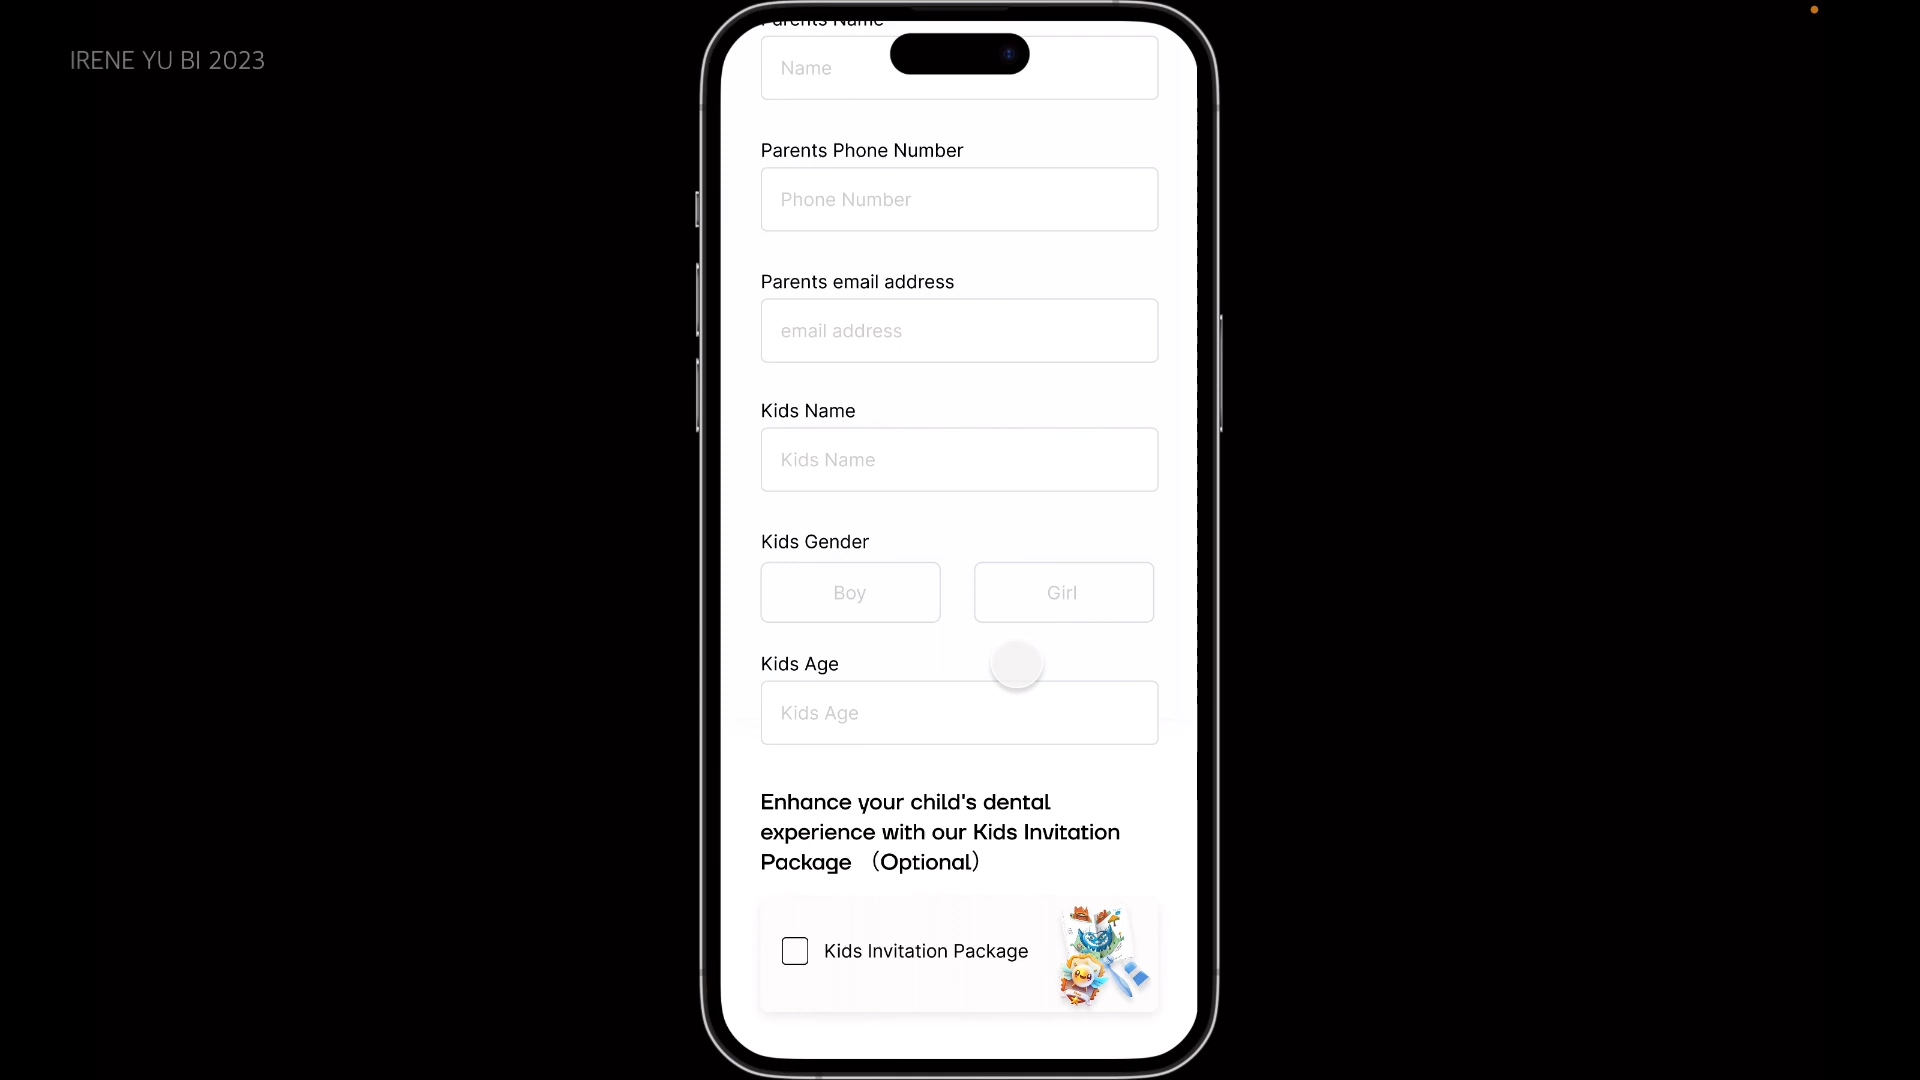 IRENE YU BI 2023
Parents Name
Name
Parents Phone Number
Phone Number
Parents email address
email address
Kids Name
Kids Name
Kids Gender
Boy
Girl
Kids Age
Kids Age
Enhance your child's dental
experience with our Kids Invitation
Package （Optional）
Kids Invitation Package